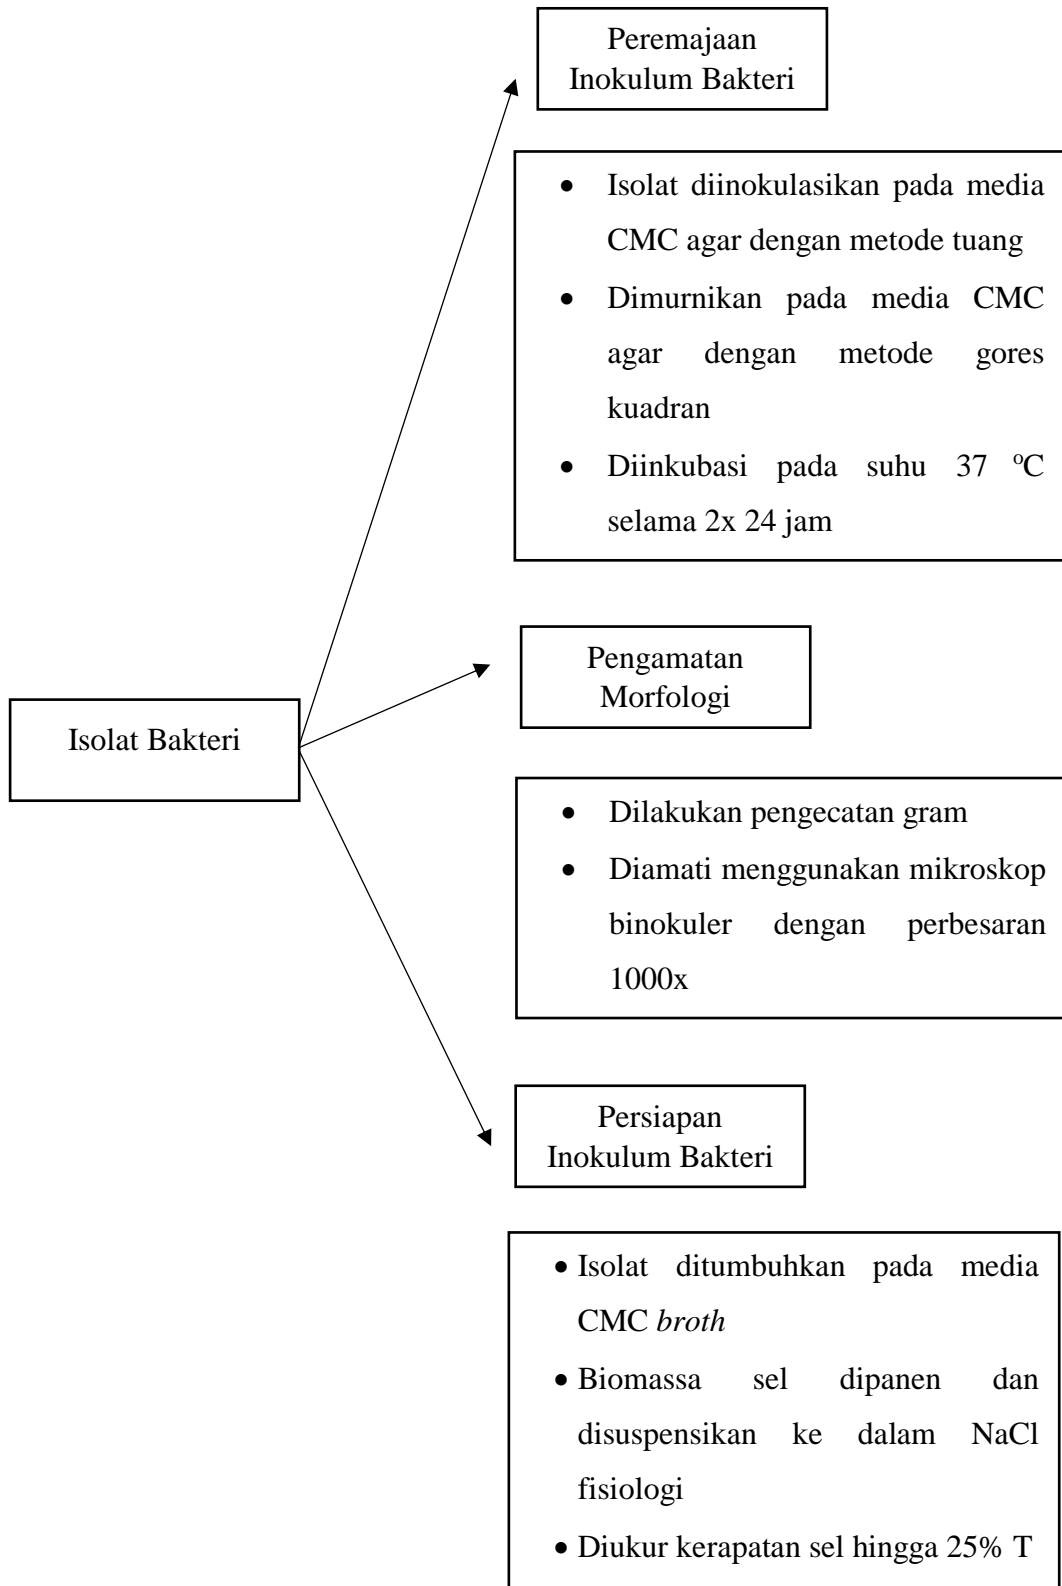 Peremajaan
Inokulum Bakteri
• Isolat diinokulasikan pada media
CMC agar dengan metode tuang
• Dimurnikan pada media CMC
agar dengan metode gores
kuadran
• Diinkubasi pada suhu 37 ºC
selama 2x 24 jam
Pengamatan
Morfologi
Isolat Bakteri
• Dilakukan pengecatan gram
• Diamati menggunakan mikroskop
binokuler dengan perbesaran
1000x
Persiapan
Inokulum Bakteri
• Isolat ditumbuhkan pada media
CMC broth
• Biomassa sel dipanen dan
disuspensikan ke dalam NaCl
fisiologi
• Diukur kerapatan sel hingga 25% T